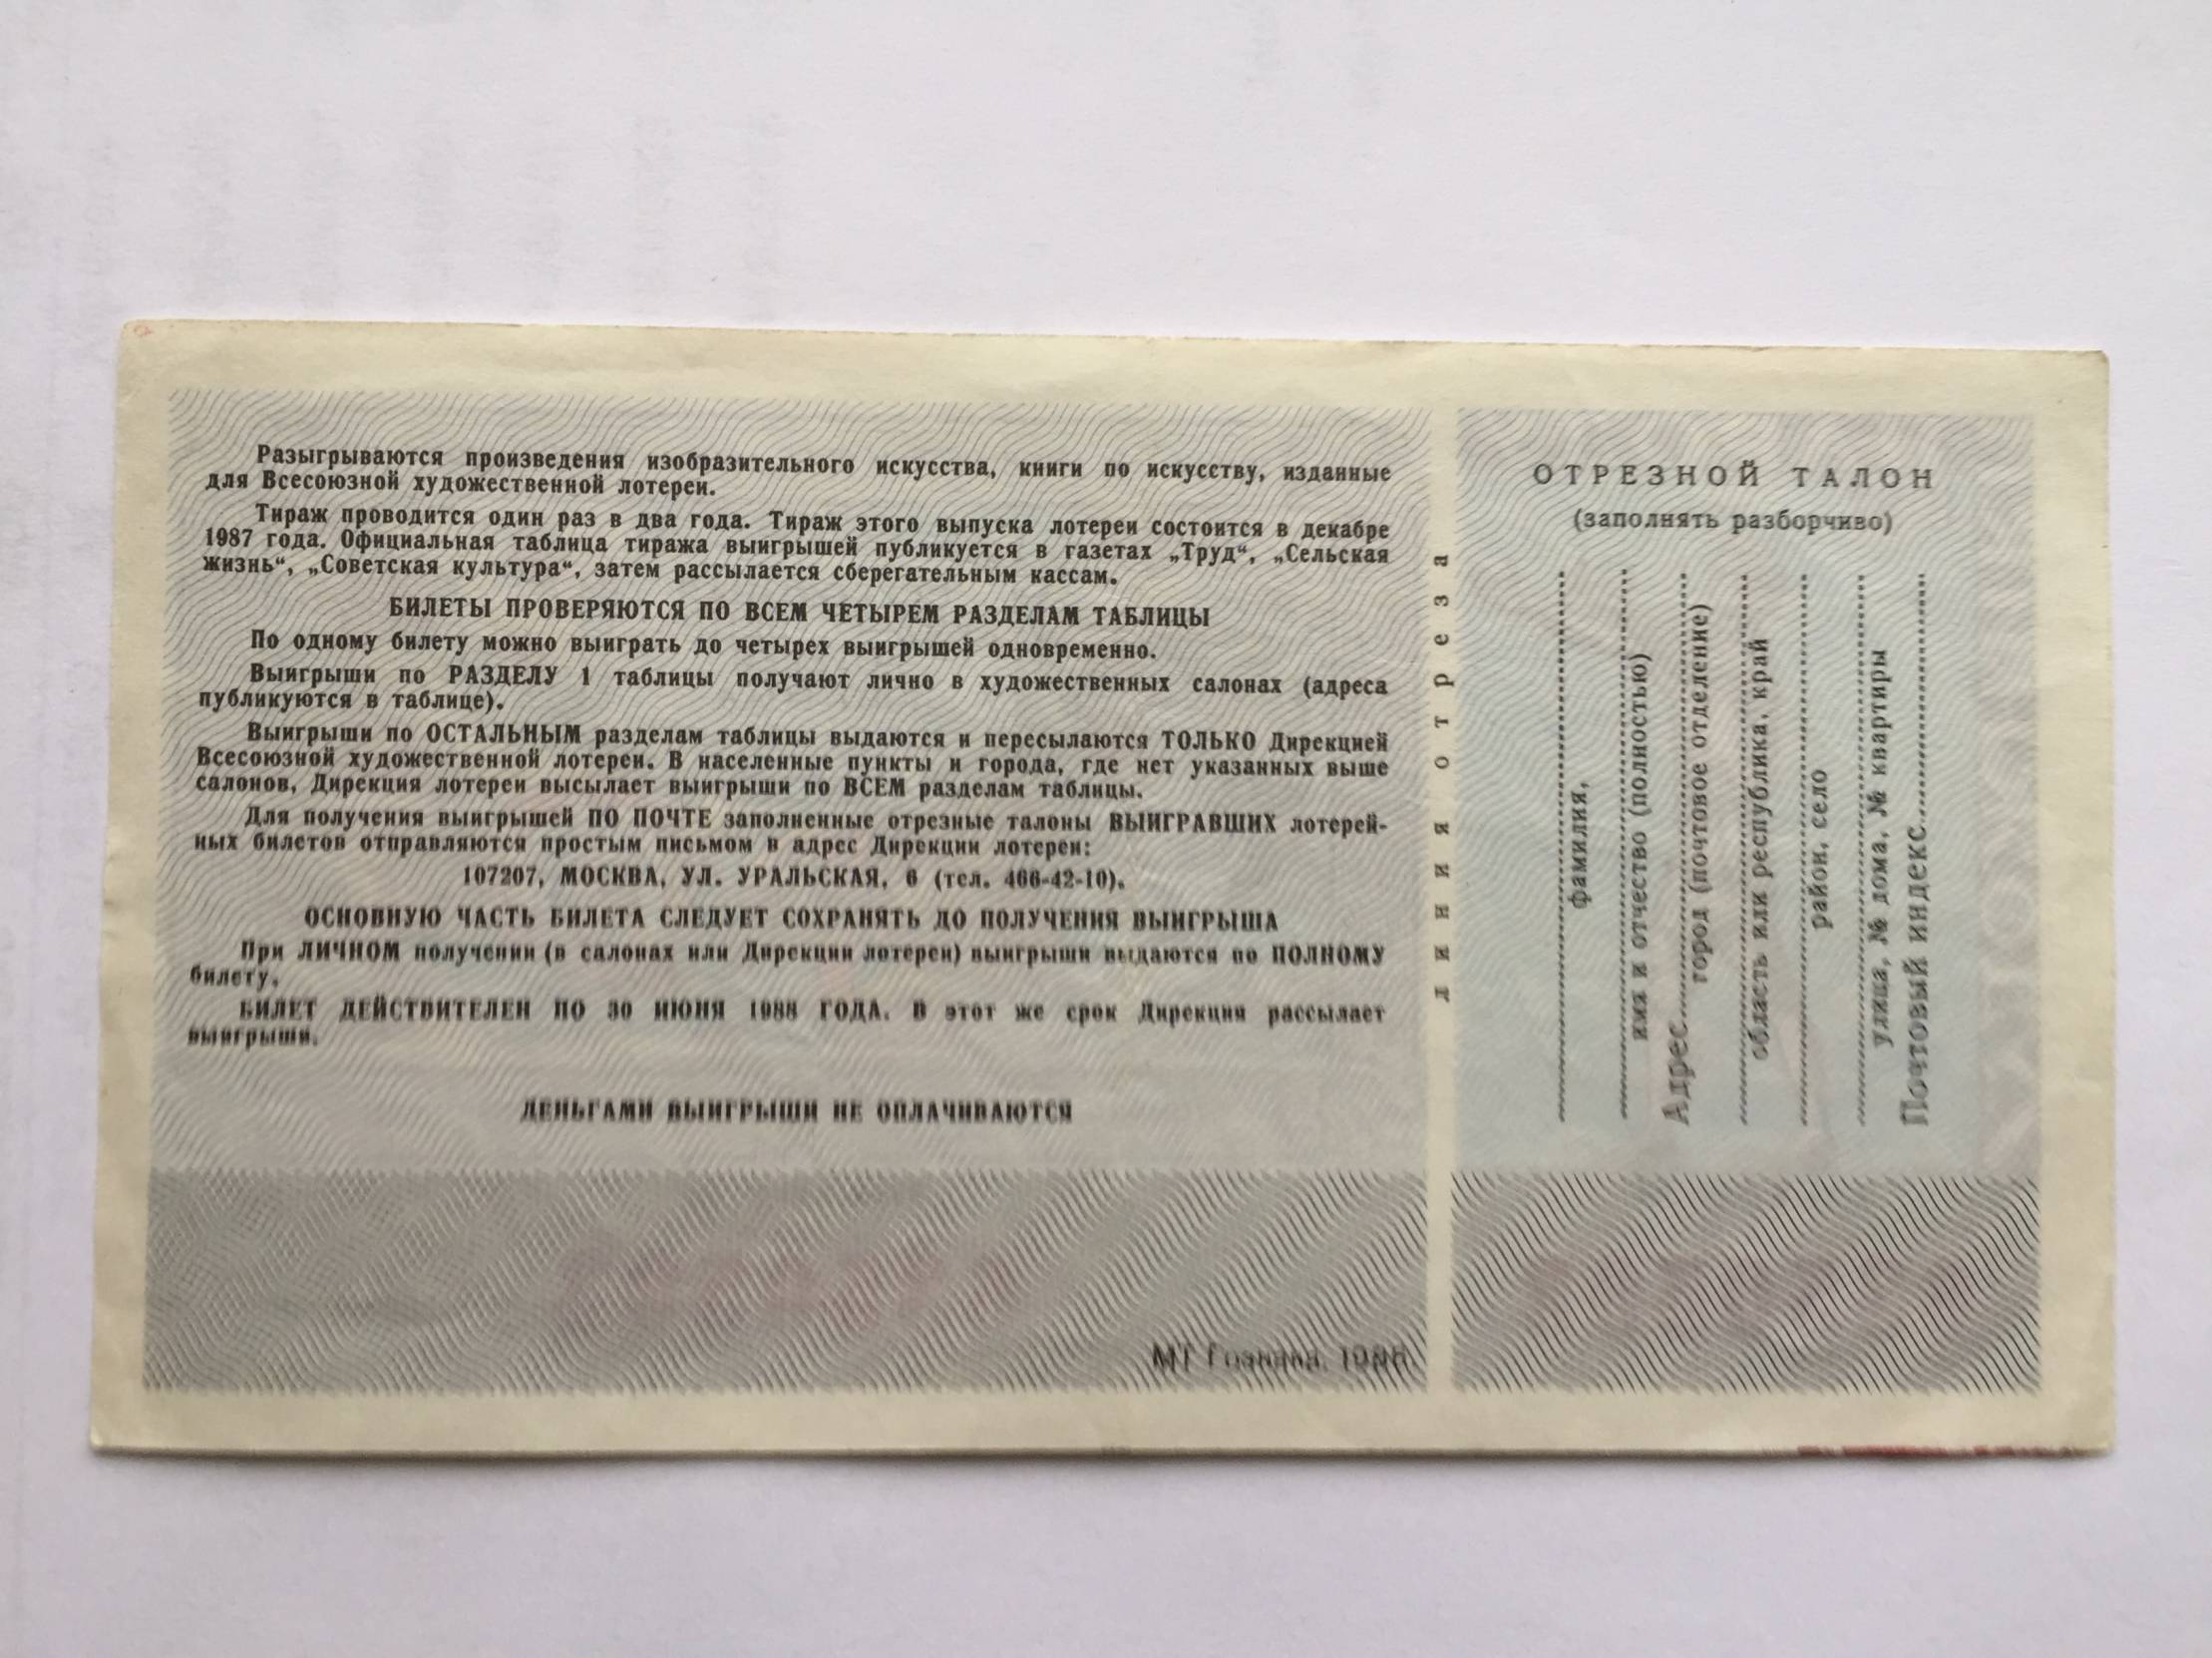 Разыгрываются произведения изобразительного искусства, книги по искусству, изданные
для Всесоюзной художественной лотереи.
Тираж проводится один раз в два года. Тираж этого выпуска лотереи состоится в декабре
1987 года. Официальная таблица тиража выигрышей публикуется в газетах „Труд“, „Сельская
жизнь“, „Советская культура“, затем рассылается сберегательным кассам.
БИЛЕТЫ ПРОВЕРЯЮТСЯ ПО ВСЕМ ЧЕТЫРЕМ РАЗДЕЛАМ ТАБЛИЦЫ
По одному билету можно выиграть до четырех выигрышей одновременно.
Выигрыши по РАЗДЕЛУ 1 таблицы получают лично в художественных салонах (адреса
публикуются в таблице).
Выигрыши по ОСТАЛЬНЫМ разделам таблицы выдаются и пересылаются ТОЛЬКО Дирекцией
Всесоюзной художественной лотереи. В населенные пункты и города, где нет указанных выше
салонов, Дирекция лотереи высылает выигрыши по ВСЕМ разделам таблицы.
Для получения выигрышей ПО ПОЧТЕ заполненные отрезные талоны ВЫИГРАВШИХ лотерей-
ных билетов отправляются простым письмом в адрес Дирекции лотереи:
107207, МОСКВА, УЛ. УРАЛЬСКАЯ, 6 (тел. 466-42-10).
ОСНОВНУЮ ЧАСТЬ БИЛЕТА СЛЕДУЕТ СОХРАНЯТЬ ДО ПОЛУЧЕНИЯ ВЫИГРЫША
При ЛИЧНОМ получении (в салонах или Дирекции лотереи) выигрыши выдаются по ПОЛНОМУ
билету.
БИЛЕТ ДЕЙСТВИТЕЛЕН ПО 30 ИЮНЯ 1988 ГОДА. В этот же срок Дирекция рассылает
выигрыши.
ДЕНЬГАМИ ВЫИГРЫШИ НЕ ОПЛАЧИВАЮТСЯ
МТ Гознака. 1986.
линия отреза
ОТРЕЗНОЙ ТАЛОН
(заполнять разборчиво)
фамилия,
имя и отчество (полностью)
Адрес
город (почтовое отделение)
область или республика, край
район, село
улица, № дома, № квартиры
Почтовый индекс